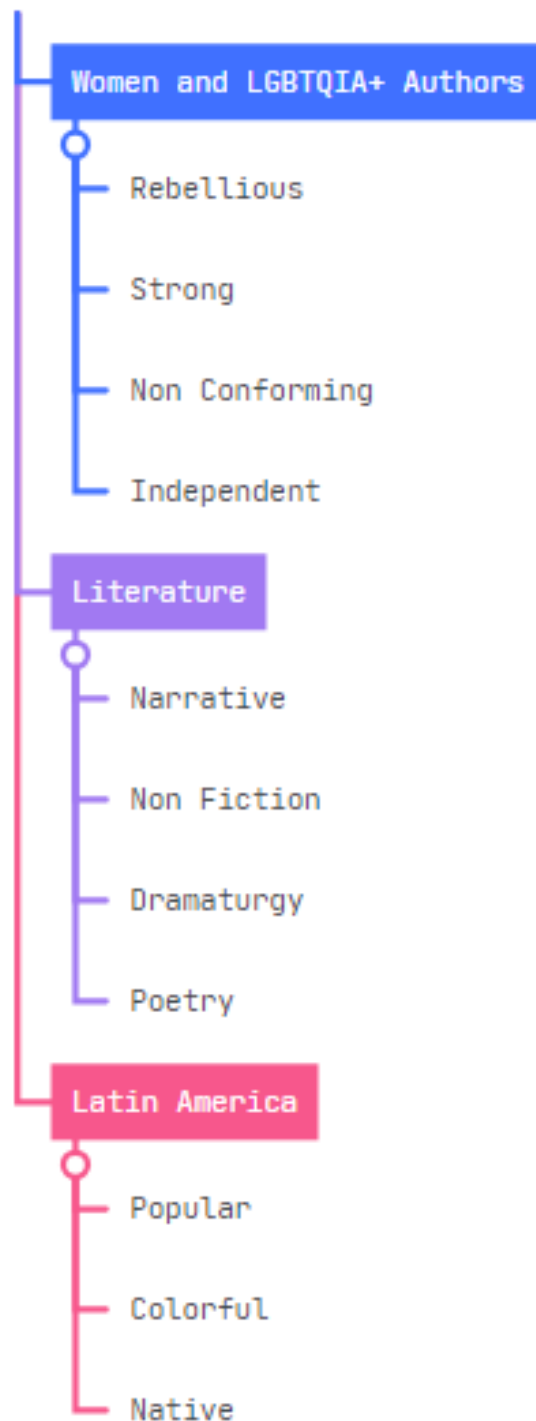 Women and LGBTQIA+ Authors
Rebellious
Strong
Non Conforming
Independent
Literature
Narrative
Non Fiction
Dramaturgy
Poetry
Latin America
Popular
Colorful
Native